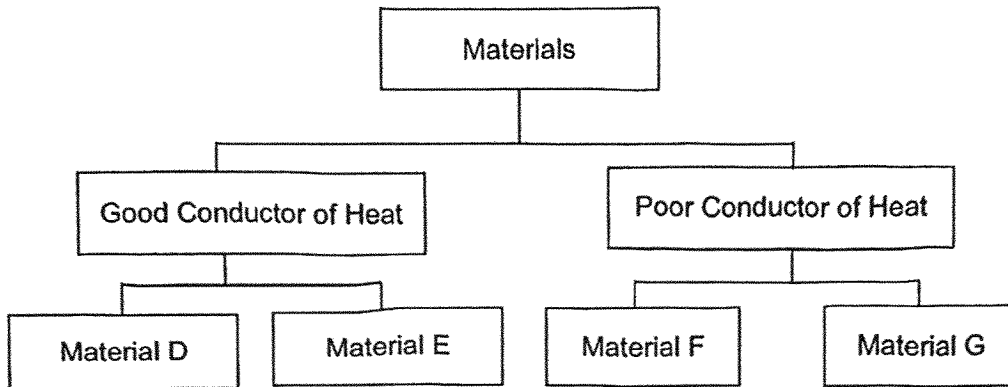 Materials
Good Conductor of Heat
Poor Conductor of Heat
Material D
Material E
Material F
Material G